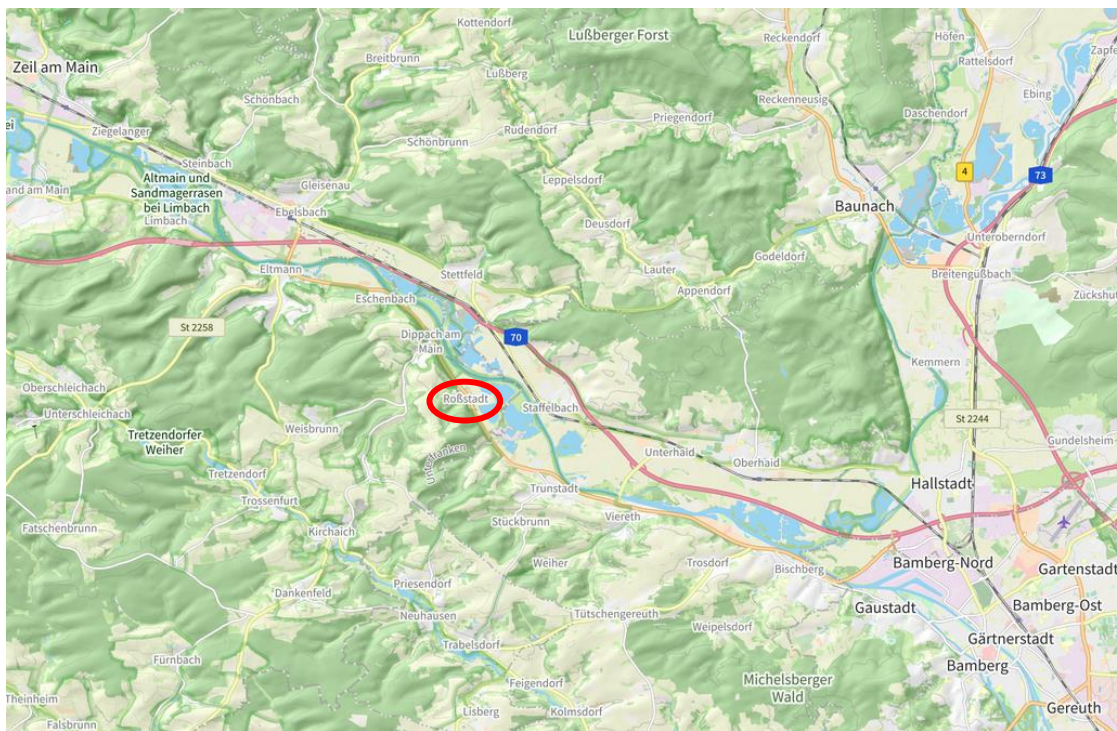 Kottendorf
Lußberger Forst
Reckendorf
Höfen
Rattelsdorf
Zapfe
Breitbrunn
Zeil am Main
Lußberg
Ebing
Schönbach
Reckenneusig
Daschendorf
Priegendorf
Ziegelanger
Rudendorf
ei
Schönbrunn
Steinbach
4
73
Altmain und
Sandmagerrasen
bei Limbach
and am Main
Gleisenau
Leppelsdorf
Baunach
Limbach
Ebelsbach
Deusdorf
Unteroberndorf
Godeldorf
Eltmann
Stettfeld
Lauter
Breitengüßbach
Appendorf
Zückshu
Eschenbach
St 2258
Dippach am
Main
70
Kemmern
Oberschleichach
Roßstadt
Staffelbach
Unterschleichach
St 2244
Weisbrunn
Tretzendorfer
Weiher
Gundelsheim
Unterfranken
Unterhaid
Oberhaid
Tretzendorf
Hallstadt
Trunstadt
Trossenfurt
Viereth
Stückbrunn
Fatschenbrunn
Kirchaich
Weiher
Trosdorf
Bamberg-Nord
Bischberg
Gartenstadt
Priesendorf
Dankenfeld
Gaustadt
Bamberg-Ost
Neuhausen
Tütschengereuth
Weipelsdorf
Gärtnerstadt
Trabelsdorf
Fürnbach
Bamberg
Michelsberger
Wald
Feigendorf
Theinheim
Lisberg
Kolmsdorf
Gereuth
Falsbrunn